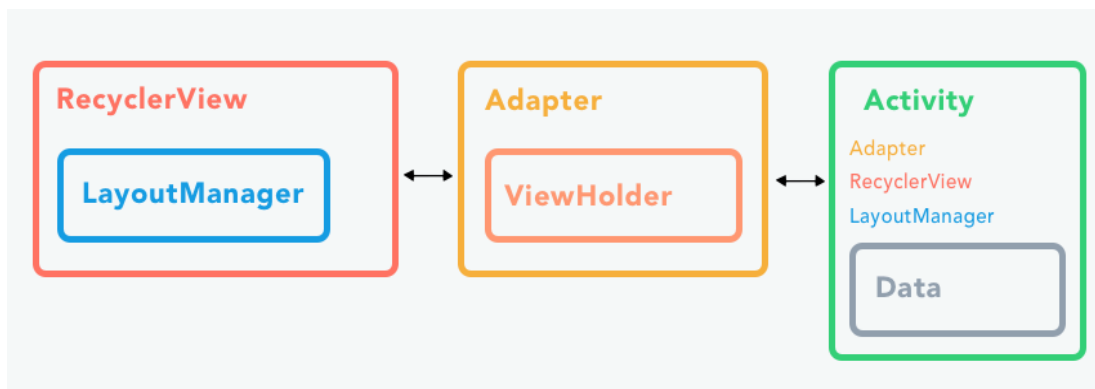 RecyclerView
LayoutManager
Adapter
ViewHolder
Activity
Adapter
RecyclerView
LayoutManager
Data